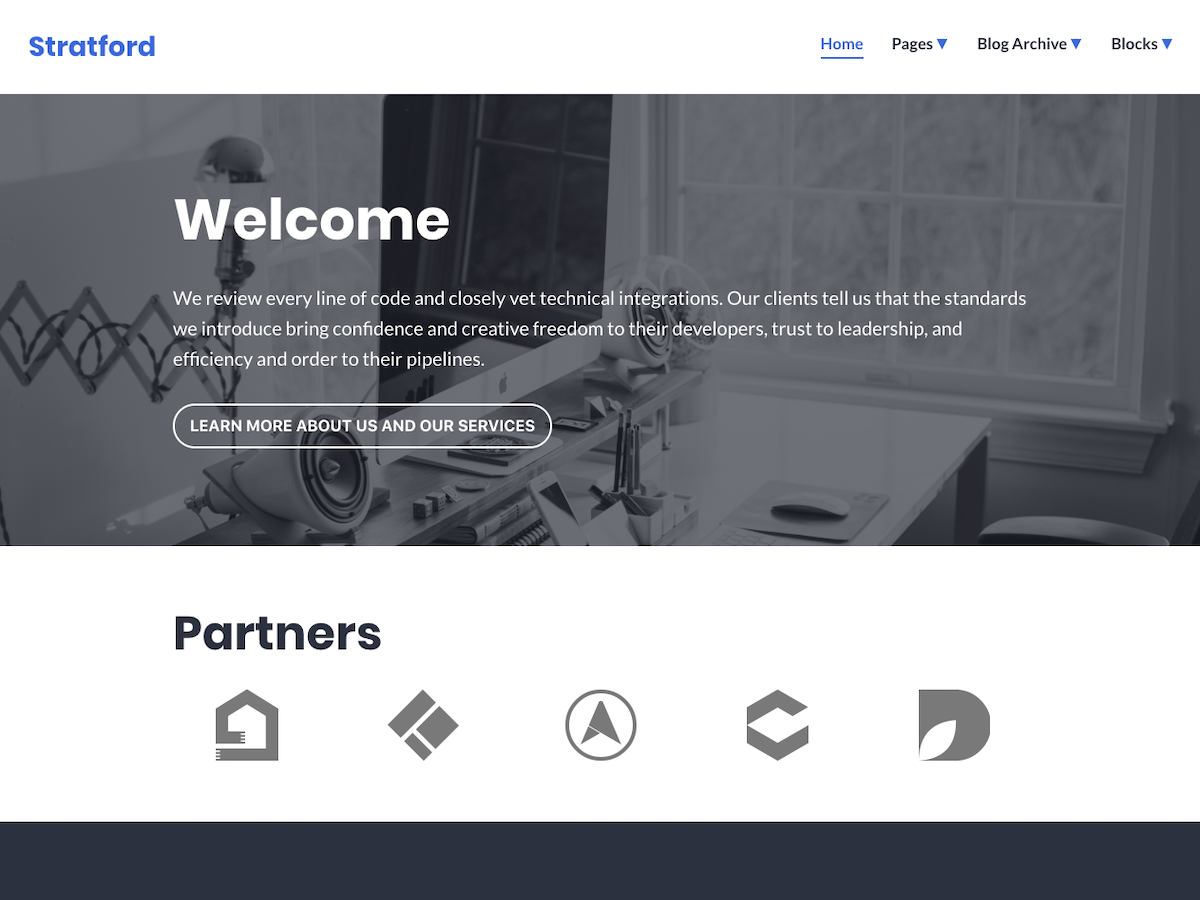 Stratford
Home Pages Blog Archive Blocks
Welcome
We review every line of code and closely vet technical integrations. Our clients tell us that the standards
we introduce bring confidence and creative freedom to their developers, trust to leadership, and
efficiency and order to their pipelines.
LEARN MORE ABOUT US AND OUR SERVICES
Partners